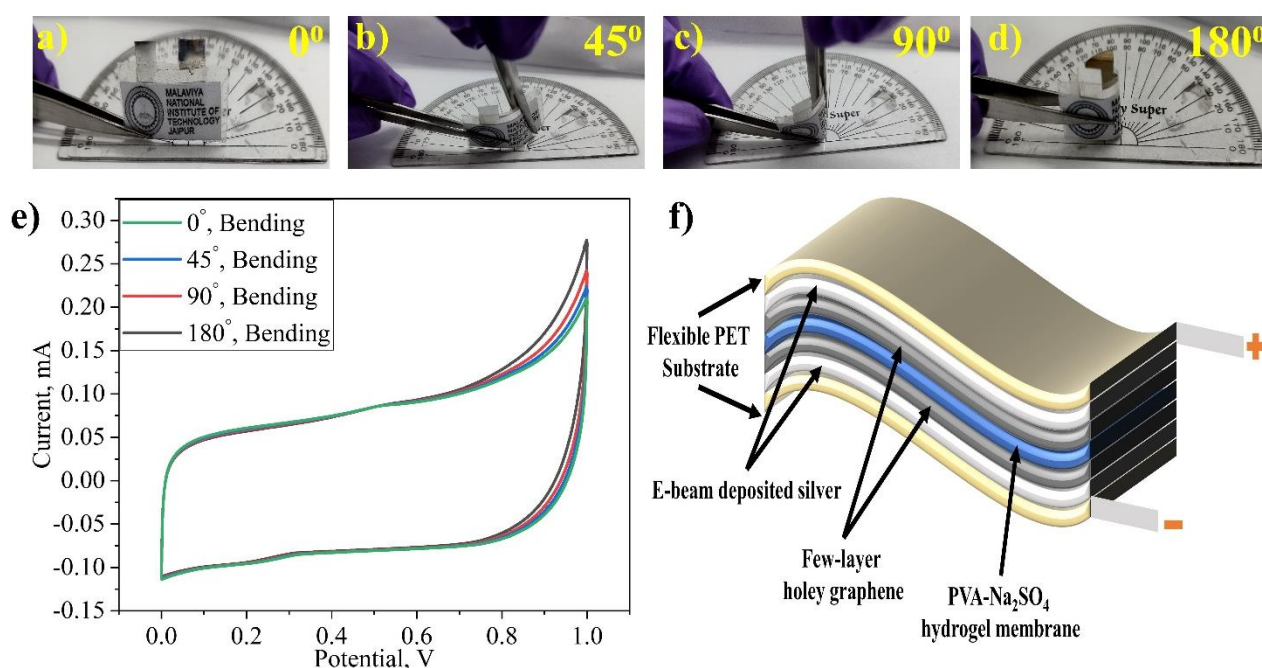 a)
0⁰
b)
45⁰
c)
90⁰
d)
180⁰
MALAVIYA
NATIONAL
INSTITUTE OF
TECHNOLOGY
JAIPUR
Super
y Super
e)
0°, Bending
45°, Bending
90°, Bending
180°, Bending
Current, mA
0.30
0.25
0.20
0.15
0.10
0.05
0.00
-0.05
-0.10
-0.15
0.0 0.2 0.4 0.6 0.8 1.0
Potential, V
f)
Flexible PET
Substrate
E-beam deposited silver
Few-layer
holey graphene
PVA-Na₂SO₄
hydrogel membrane
+
-